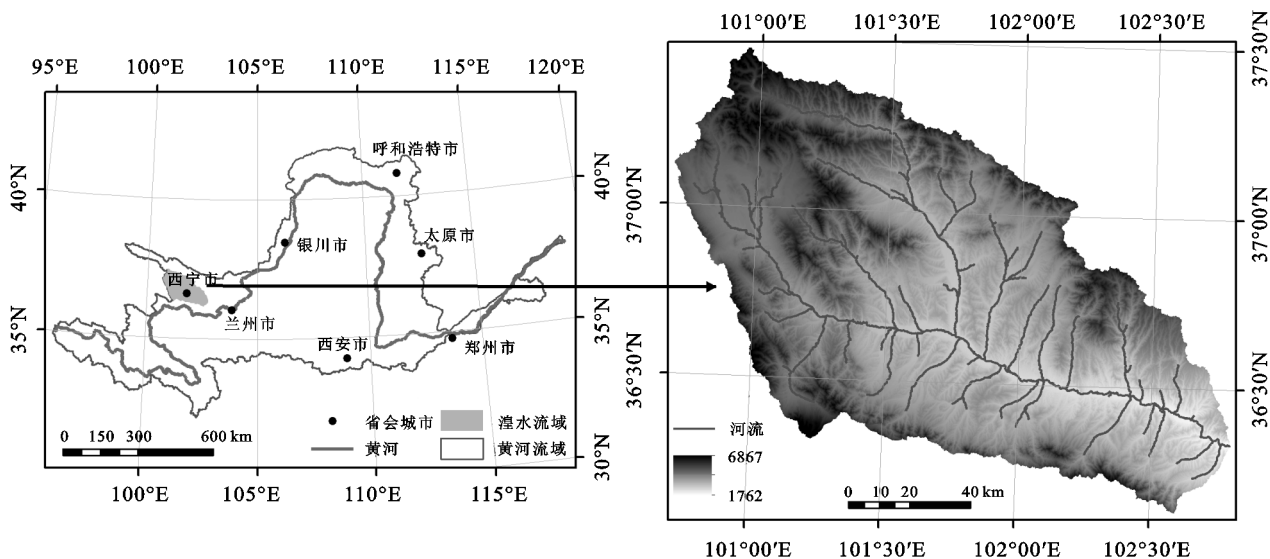 95°E 100°E 105°E 110°E 115°E 120°E
40°N
35°N
40°N
35°N
30°N
呼和浩特市
太原市
银川市
西宁市
兰州市
西安市
郑州市
省会城市
湟水流域
黄河
黄河流域
0 150 300 600 km
100°E 105°E 110°E 115°E
101°00′E 101°30′E 102°00′E 102°30′E
37°00′N
36°30′N
37°30′N
37°00′N
36°30′N
河流
6867
1762
0 10 20 40 km
101°00′E 101°30′E 102°00′E 102°30′E